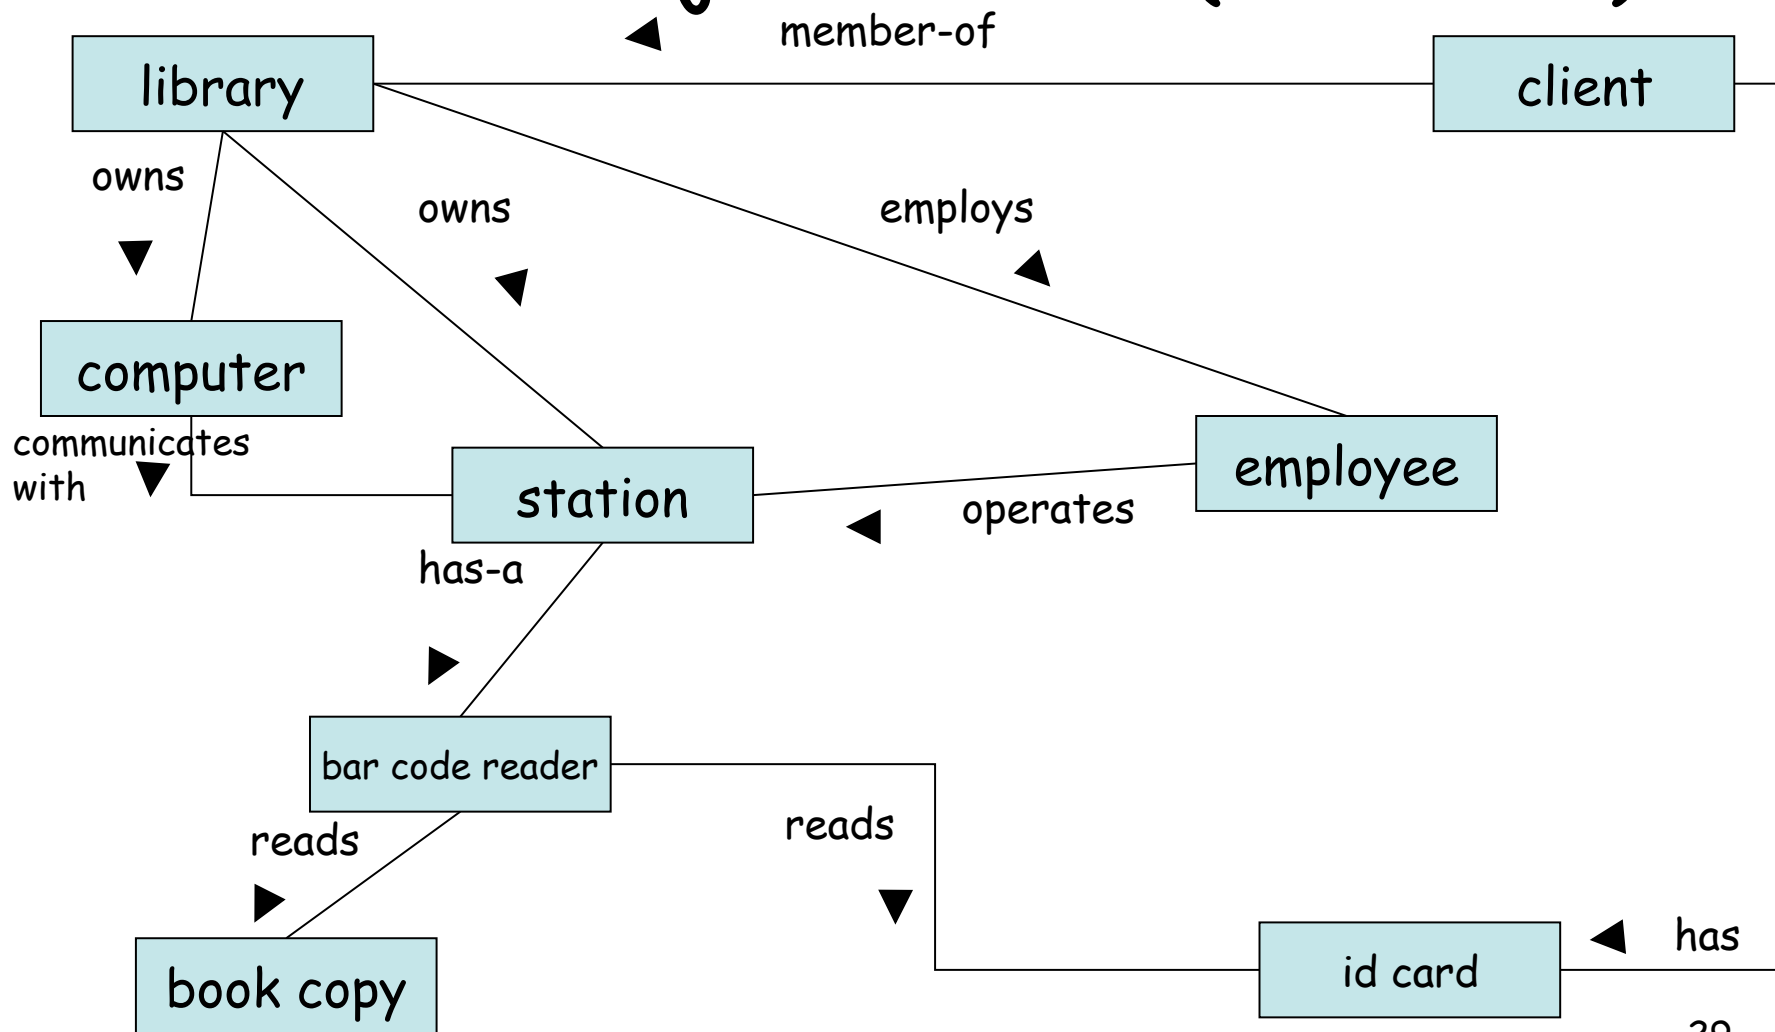 member-of
library
client
owns
owns
employs
computer
communicates
with
station
employee
operates
has-a
bar code reader
reads
reads
book copy
id card
has